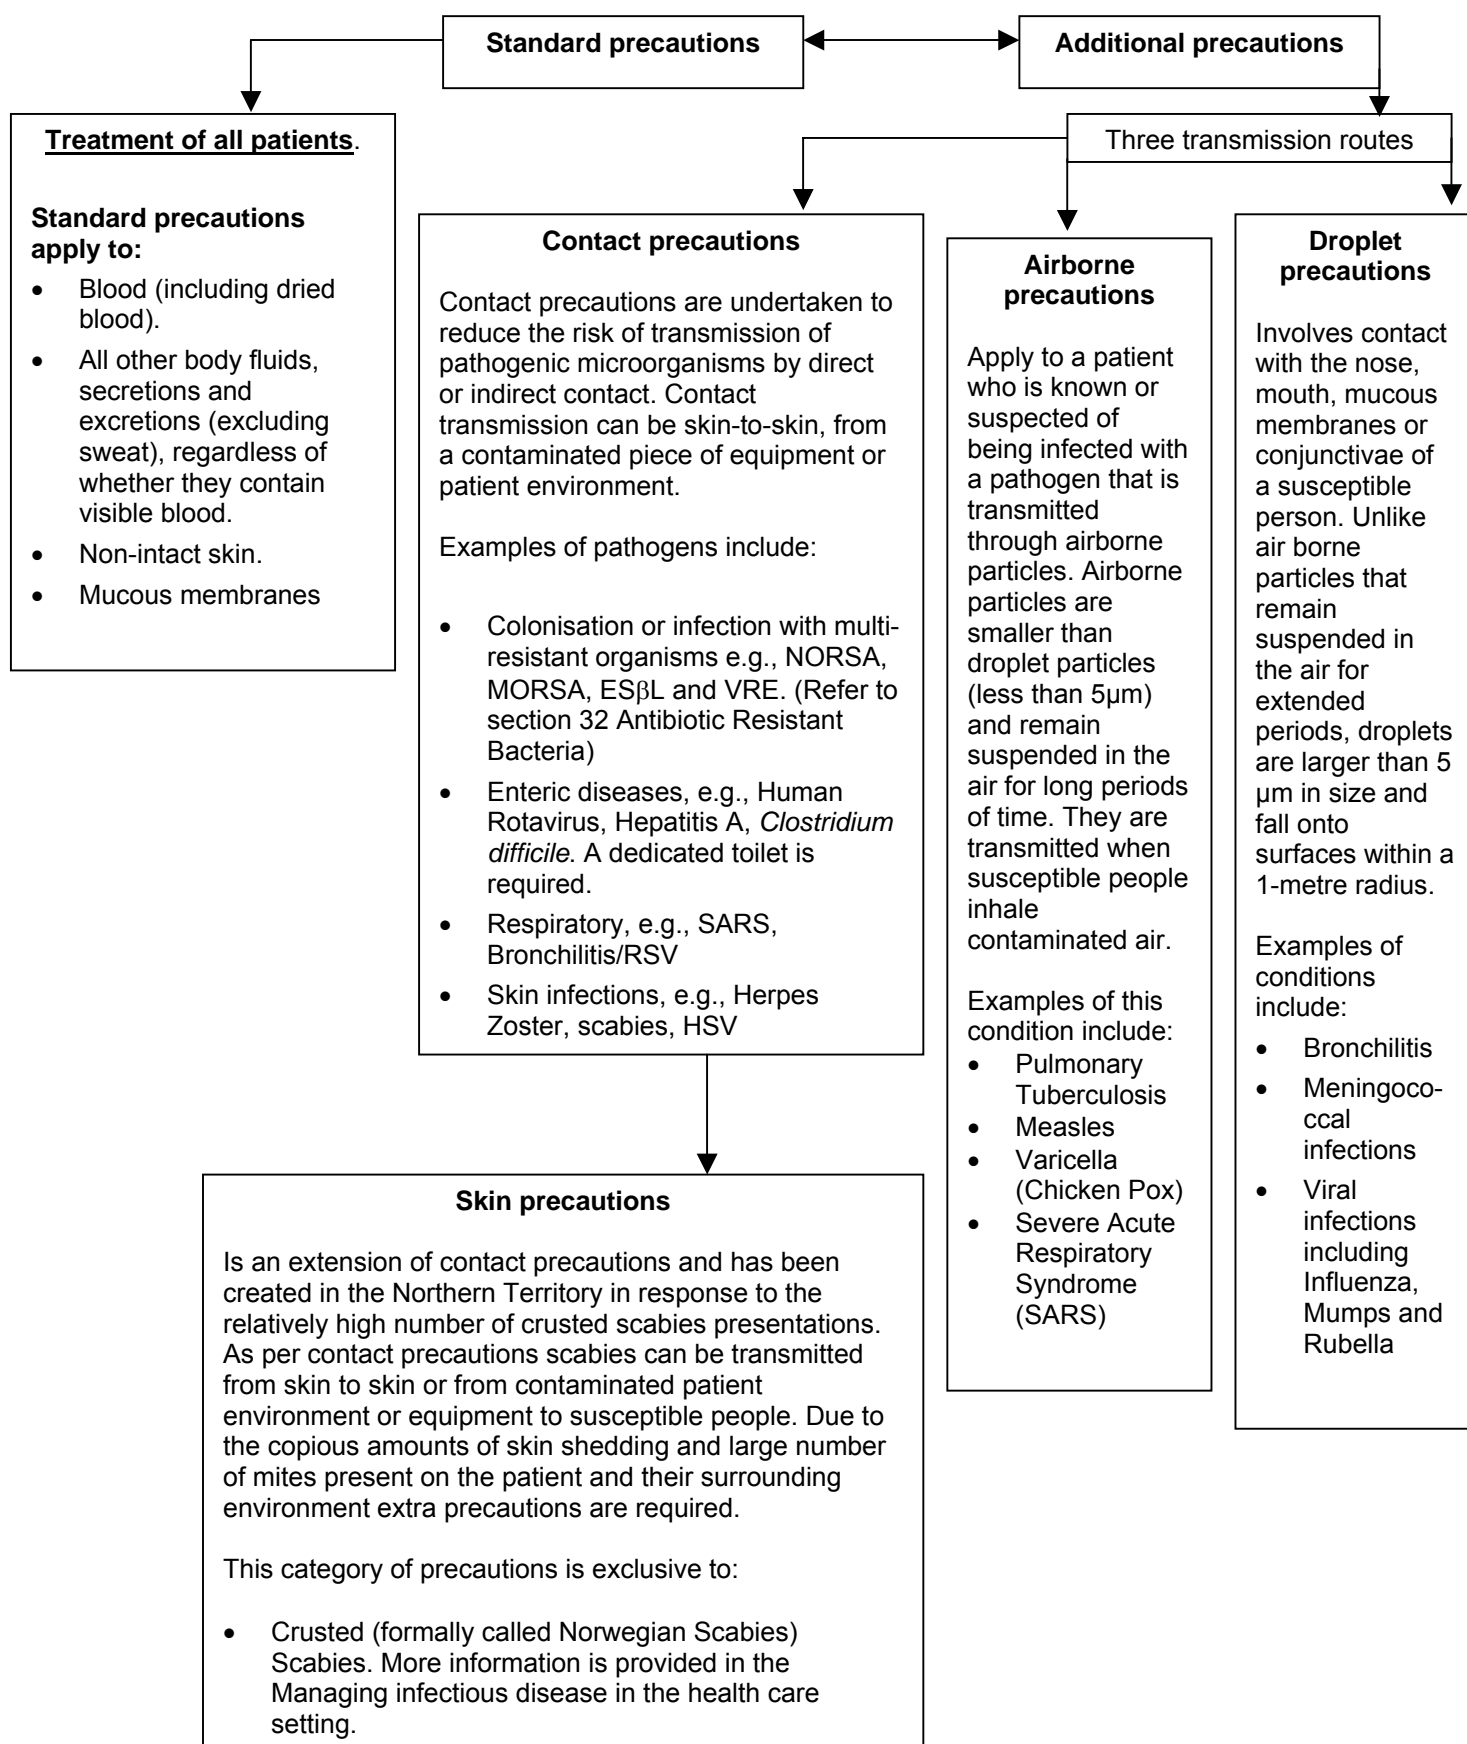 Standard precautions
Additional precautions
Treatment of all patients.
Standard precautions
apply to:
• Blood (including dried
blood).
• All other body fluids,
secretions and
excretions (excluding
sweat), regardless of
whether they contain
visible blood.
• Non-intact skin.
• Mucous membranes
Three transmission routes
Contact precautions
Contact precautions are undertaken to
reduce the risk of transmission of
pathogenic microorganisms by direct
or indirect contact. Contact
transmission can be skin-to-skin, from
a contaminated piece of equipment or
patient environment.
Examples of pathogens include:
• Colonisation or infection with multi-
resistant organisms e.g., NORSA,
MORSA, ESβL and VRE. (Refer to
section 32 Antibiotic Resistant
Bacteria)
• Enteric diseases, e.g., Human
Rotavirus, Hepatitis A, Clostridium
difficile. A dedicated toilet is
required.
• Respiratory, e.g., SARS,
Bronchilitis/RSV
• Skin infections, e.g., Herpes
Zoster, scabies, HSV
Airborne
precautions
Apply to a patient
who is known or
suspected of
being infected with
a pathogen that is
transmitted
through airborne
particles. Airborne
particles are
smaller than
droplet particles
(less than 5µm)
and remain
suspended in the
air for long periods
of time. They are
transmitted when
susceptible people
inhale
contaminated air.
Examples of this
condition include:
• Pulmonary
Tuberculosis
• Measles
• Varicella
(Chicken Pox)
• Severe Acute
Respiratory
Syndrome
(SARS)
Droplet
precautions
Involves contact
with the nose,
mouth, mucous
membranes or
conjunctivae of
a susceptible
person. Unlike
air borne
particles that
remain
suspended in
the air for
extended
periods, droplets
are larger than 5
µm in size and
fall onto
surfaces within a
1-metre radius.
Examples of
conditions
include:
• Bronchilitis
• Meningoco-
ccal
infections
• Viral
infections
including
Influenza,
Mumps and
Rubella
Skin precautions
Is an extension of contact precautions and has been
created in the Northern Territory in response to the
relatively high number of crusted scabies presentations.
As per contact precautions scabies can be transmitted
from skin to skin or from contaminated patient
environment or equipment to susceptible people. Due to
the copious amounts of skin shedding and large number
of mites present on the patient and their surrounding
environment extra precautions are required.
This category of precautions is exclusive to:
• Crusted (formally called Norwegian Scabies)
Scabies. More information is provided in the
Managing infectious disease in the health care
setting.